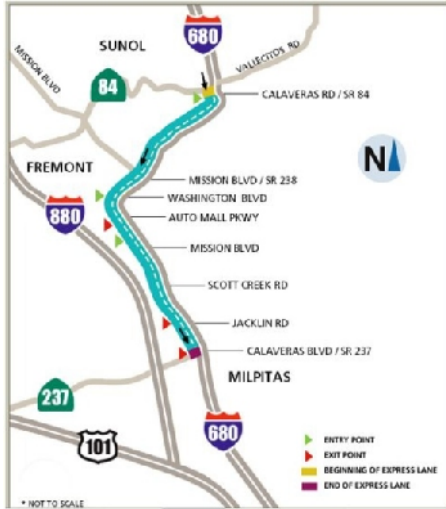 SUNOL
680
MISSION BLVD
VALLECITOS RD
84
CALAVERAS RD / SR 84
FREMONT
N
880
MISSION BLVD / SR 238
WASHINGTON BLVD
AUTO MALL PKWY
MISSION BLVD
SCOTT CREEK RD
JACKLIN RD
CALAVERAS BLVD / SR 237
MILPITAS
237
101
680
ENTRY POINT
EXIT POINT
BEGINNING OF EXPRESS LANE
END OF EXPRESS LANE
* NOT TO SCALE